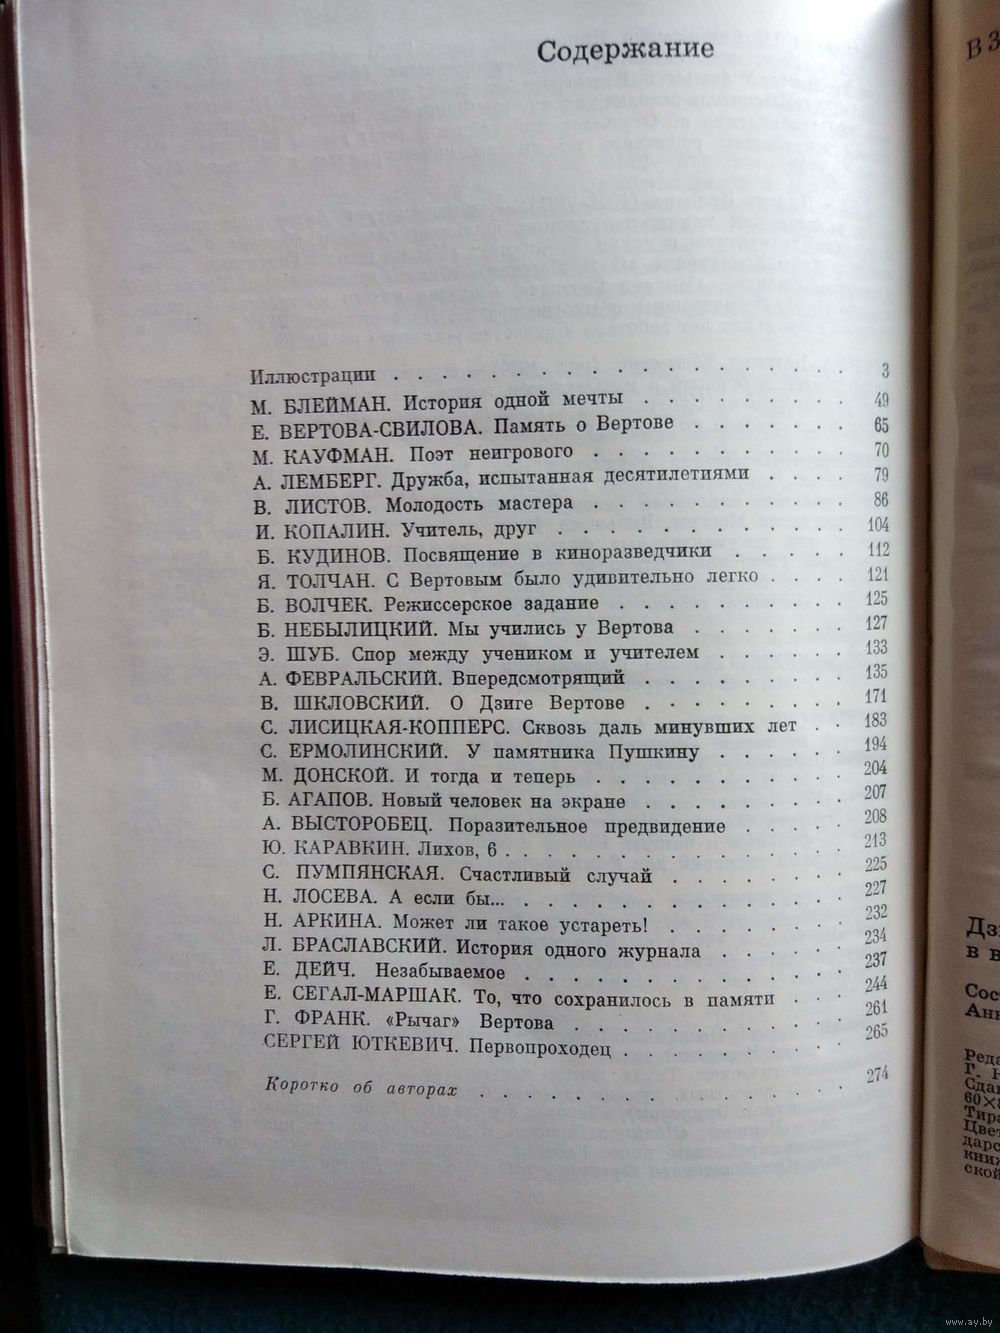 Содержание
Иллюстрации . . . . . . . . . . . . . . . . . . 3
М. БЛЕЙМАН. История одной мечты . . . . . . . . . 49
Е. ВЕРТОВА-СВИЛОВА. Память о Вертове . . . . . . . 65
М. КАУФМАН. Поэт неигрового . . . . . . . . . . . 70
А. ЛЕМБЕРГ. Дружба, испытанная десятилетиями . . . . 79
В. ЛИСТОВ. Молодость мастера . . . . . . . . . . . 86
И. КОПАЛИН. Учитель, друг . . . . . . . . . . . . 104
Б. КУДИНОВ. Посвящение в киноразведчики . . . . . 112
Я. ТОЛЧАН. С Вертовым было удивительно легко . . . . 121
Б. ВОЛЧЕК. Режиссерское задание . . . . . . . . . . 125
Б. НЕБЫЛИЦКИЙ. Мы учились у Вертова . . . . . . . 127
Э. ШУБ. Спор между учеником и учителем . . . . . . 133
А. ФЕВРАЛЬСКИЙ. Впередсмотрящий . . . . . . . . . 135
В. ШКЛОВСКИЙ. О Дзиге Вертове . . . . . . . . . 171
С. ЛИСИЦКАЯ-КОППЕРС. Сквозь даль минувших лет . . 183
С. ЕРМОЛИНСКИЙ. У памятника Пушкину . . . . . . 194
М. ДОНСКОЙ. И тогда и теперь . . . . . . . . . . . 204
Б. АГАПОВ. Новый человек на экране . . . . . . . . . 207
А. ВЫСТОРОБЕЦ. Поразительное предвидение . . . . . 208
Ю. КАРАВКИН. Лихов, 6 . . . . . . . . . . . . . . 213
С. ПУМПЯНСКАЯ. Счастливый случай . . . . . . . . 225
Н. ЛОСЕВА. А если бы... . . . . . . . . . . . . . 227
Н. АРКИНА. Может ли такое устареть! . . . . . . . . 232
Л. БРАСЛАВСКИЙ. История одного журнала . . . . . . 234
Е. ДЕЙЧ. Незабываемое . . . . . . . . . . . . . 237
Е. СЕГАЛ-МАРШАК. То, что сохранилось в памяти . . . 244
Г. ФРАНК. «Рычаг» Вертова . . . . . . . . . . . 261
СЕРГЕЙ ЮТКЕВИЧ. Первопроходец . . . . . . . . . . 265
Коротко об авторах . . . . . . . . . . . . . 274
www.ay.by